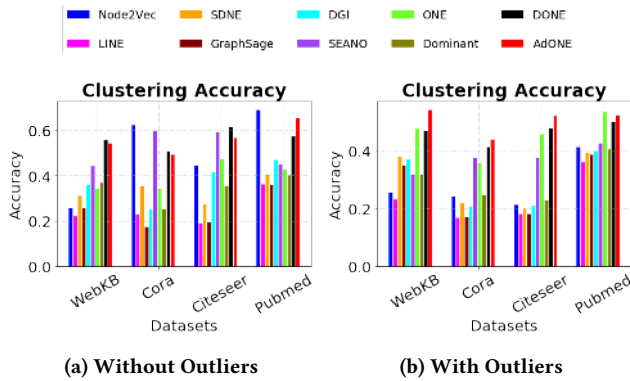 Node2Vec SDNE DGI ONE DONE
LINE GraphSage SEANO Dominant AdONE
Clustering Accuracy
Accuracy
0.6
0.4
0.2
0.0
WebKB Cora Citeseer Pubmed
Datasets
(a) Without Outliers
Clustering Accuracy
Accuracy
0.4
0.2
0.0
WebKB Cora Citeseer Pubmed
Datasets
(b) With Outliers